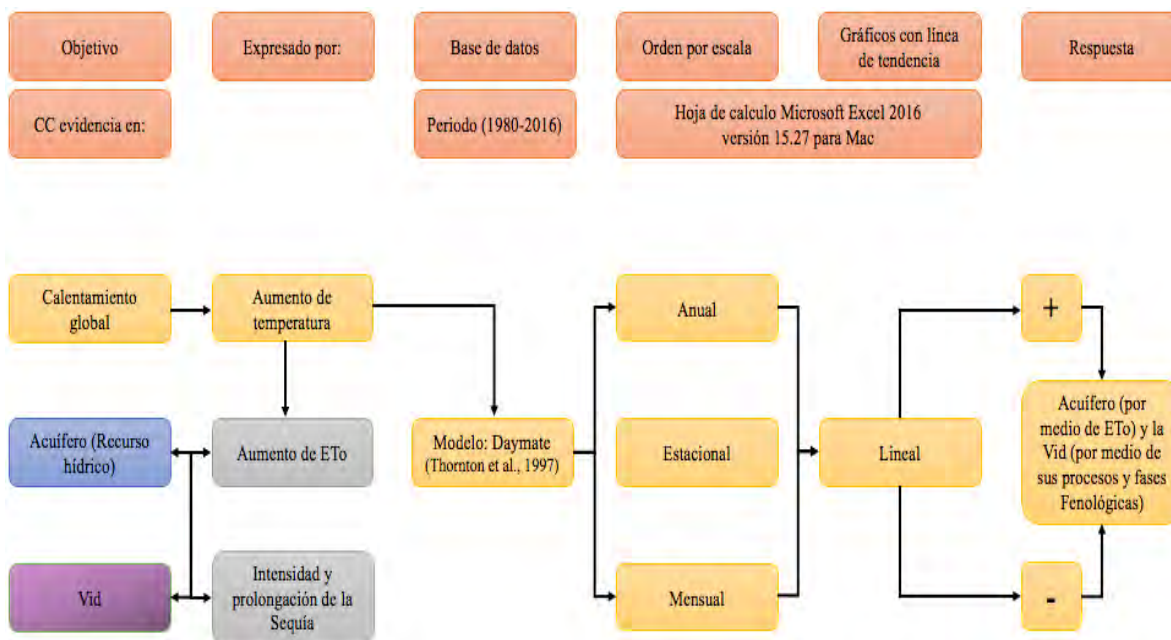 Objetivo
Expresado por:
Base de datos
Orden por escala
Gráficos con línea
de tendencia
Respuesta
CC evidencia en:
Periodo (1980-2016)
Hoja de calculo Microsoft Excel 2016
versión 15.27 para Mac
Calentamiento
global
Aumento de
temperatura
Anual
+
Acuífero (Recurso
hídrico)
Aumento de ETo
Modelo: Daymate
(Thornton et al., 1997)
Estacional
Lineal
Acuífero (por
medio de ETo) y la
Vid (por medio de
sus procesos y fases
Fenológicas)
Vid
Intensidad y
prolongación de la
Sequía
Mensual
-